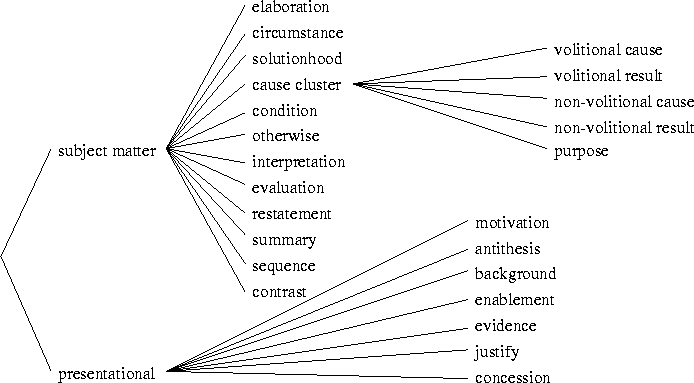 elaboration
circumstance
solutionhood
cause cluster
condition
otherwise
interpretation
evaluation
restatement
summary
sequence
contrast
subject matter
volitional cause
volitional result
non-volitional cause
non-volitional result
purpose
motivation
antithesis
background
enablement
evidence
justify
concession
presentational